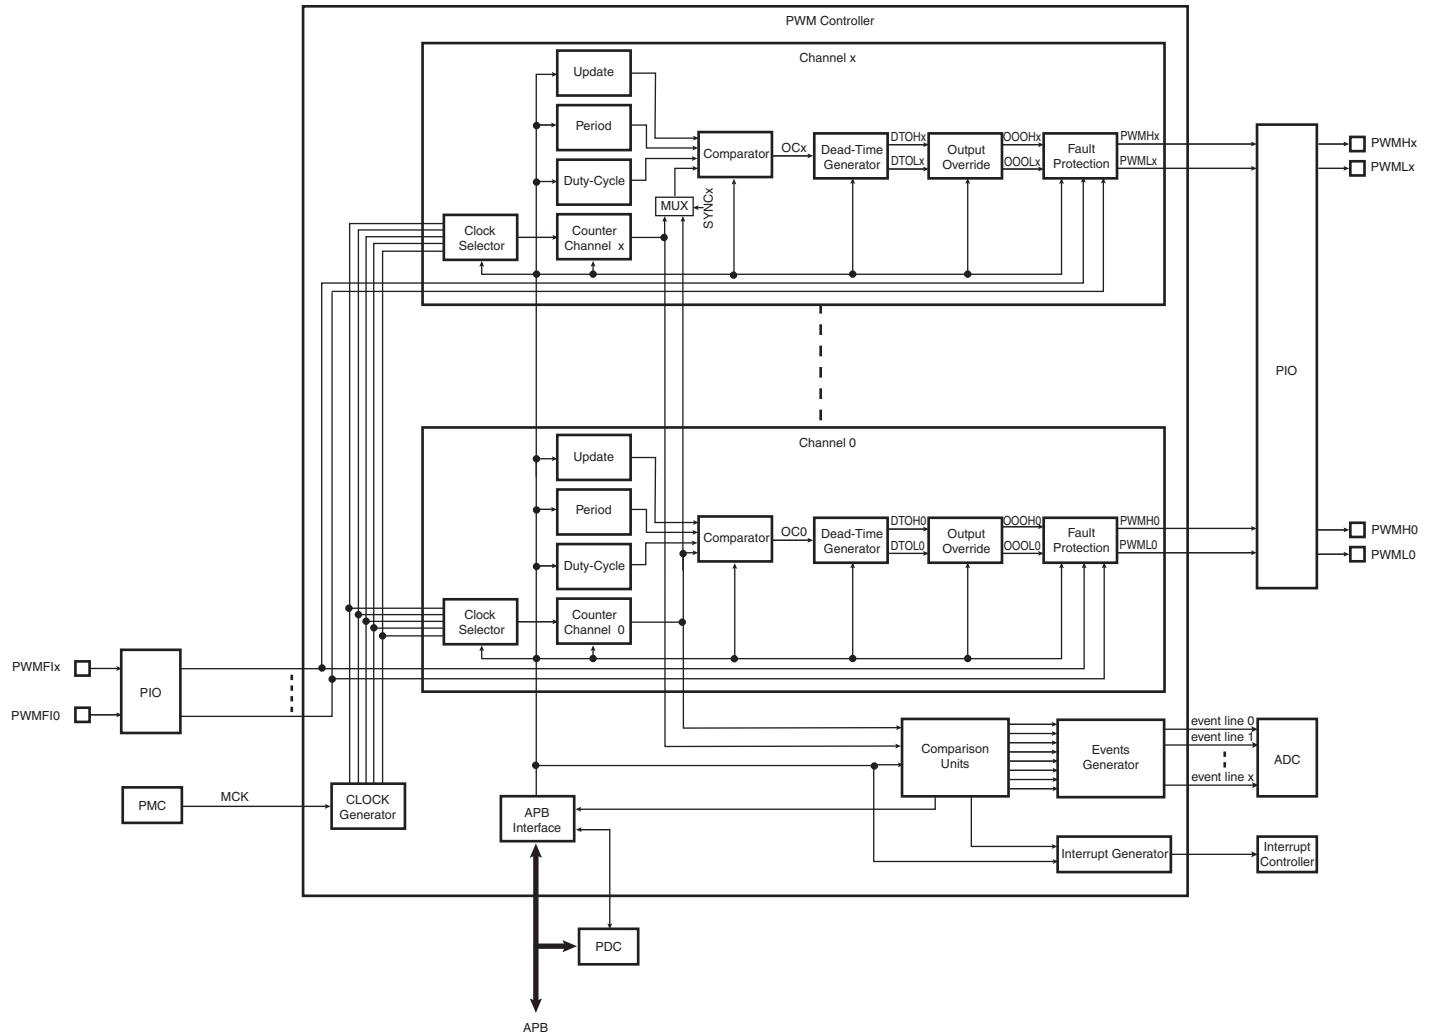 PWM Controller
Channel x
Update
Period
Duty-Cycle
Clock
Selector
Counter
Channel x
MUX
SYNCx
Comparator
OCx
Dead-Time
Generator
DTOHx
DTOLx
Output
Override
OOOHx
OOOLx
Fault
Protection
PWMHx
PWMLx
PIO
PWMHx
PWMLx
Channel 0
Update
Period
Duty-Cycle
Clock
Selector
Counter
Channel 0
Comparator
OC0
Dead-Time
Generator
DTOH0
DTOL0
Output
Override
OOOH0
OOOL0
Fault
Protection
PWMH0
PWML0
PWMH0
PWML0
PWMFIx
PWMFI0
PIO
PMC
MCK
CLOCK
Generator
APB
Interface
Comparison
Units
Events
Generator
event line 0
event line 1
event line x
ADC
Interrupt Generator
Interrupt
Controller
PDC
APB